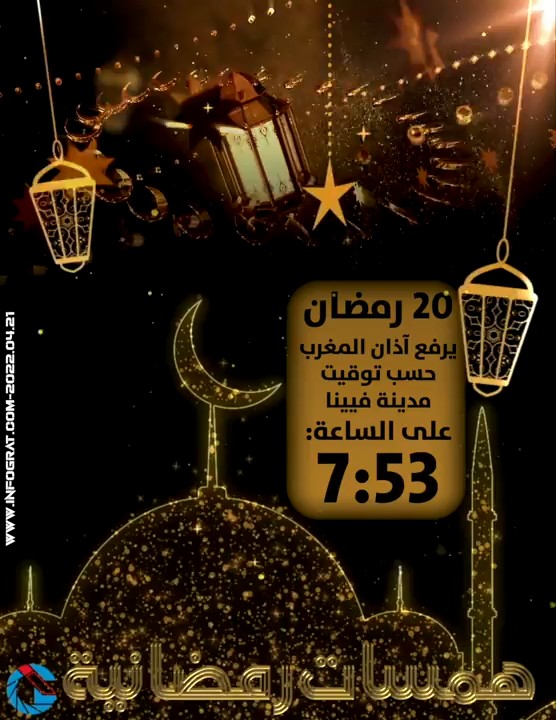 20 رمضان
يرفع آذان المغرب
حسب توقيت
مدينة فيينا
على الساعة:
7:53
WWW.INFOGRAT.COM-2022.04.21
همسات رمضانية